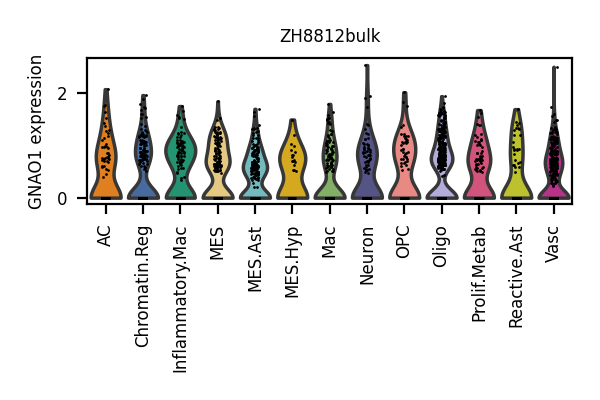 ZH8812bulk
GNAO1 expression
2
0
AC
Chromatin.Reg
Inflammatory.Mac
MES
MES.Ast
MES.Hyp
Mac
Neuron
OPC
Oligo
Prolif.Metab
Reactive.Ast
Vasc